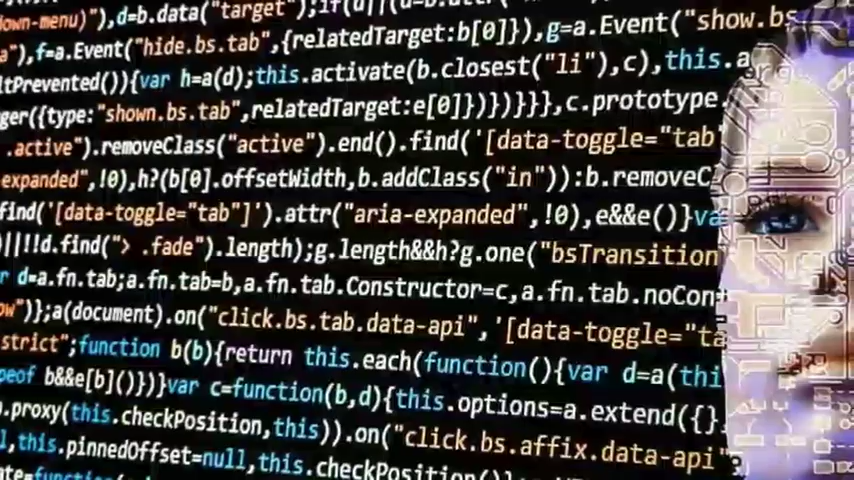 down-menu)"),d=b.data("target");if(d||(d=b.attr(
a"),f=a.Event("hide.bs.tab",{relatedTarget:b[0]}),g=a.Event("show.bs
ltPrevented()){var h=a(d);this.activate(b.closest("li"),c),this.a
ger({type:"shown.bs.tab",relatedTarget:e[0]})})}}},c.prototype.
.active").removeClass("active").end().find('[data-toggle="tab"
expanded",!0),h?(b[0].offsetWidth,b.addClass("in")):b.removeC
find('[data-toggle="tab"]').attr("aria-expanded",!0),e&&e()}va
)||!!d.find("> .fade").length);g.length&&h?g.one("bsTransition
r d=a.fn.tab;a.fn.tab=b,a.fn.tab.Constructor=c,a.fn.tab.noCon
ow")};a(document).on("click.bs.tab.data-api",'[data-toggle="ta
strict";function b(b){return this.each(function(){var d=a(thi
peof b&&e[b]()})}var c=function(b,d){this.options=a.extend({},
.proxy(this.checkPosition,this)).on("click.bs.affix.data-api"
l,this.pinnedOffset=null,this.checkPosition()};
ate=function(